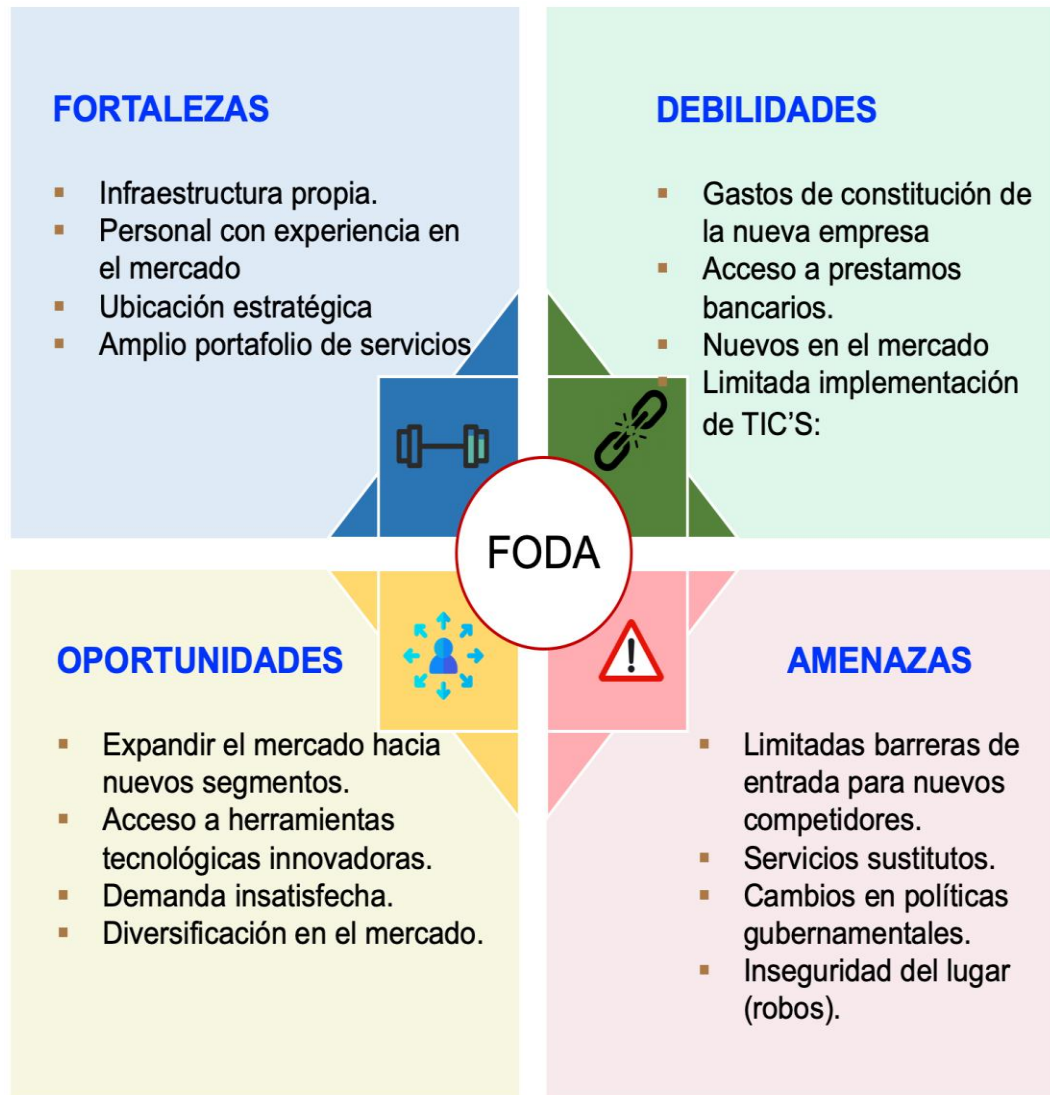 FORTALEZAS
▪ Infraestructura propia.
▪ Personal con experiencia en
el mercado
▪ Ubicación estratégica
▪ Amplio portafolio de servicios
DEBILIDADES
▪ Gastos de constitución de
la nueva empresa
▪ Acceso a prestamos
bancarios.
▪ Nuevos en el mercado
▪ Limitada implementación
de TIC’S:
FODA
OPORTUNIDADES
▪ Expandir el mercado hacia
nuevos segmentos.
▪ Acceso a herramientas
tecnológicas innovadoras.
▪ Demanda insatisfecha.
▪ Diversificación en el mercado.
AMENAZAS
▪ Limitadas barreras de
entrada para nuevos
competidores.
▪ Servicios sustitutos.
▪ Cambios en políticas
gubernamentales.
▪ Inseguridad del lugar
(robos).